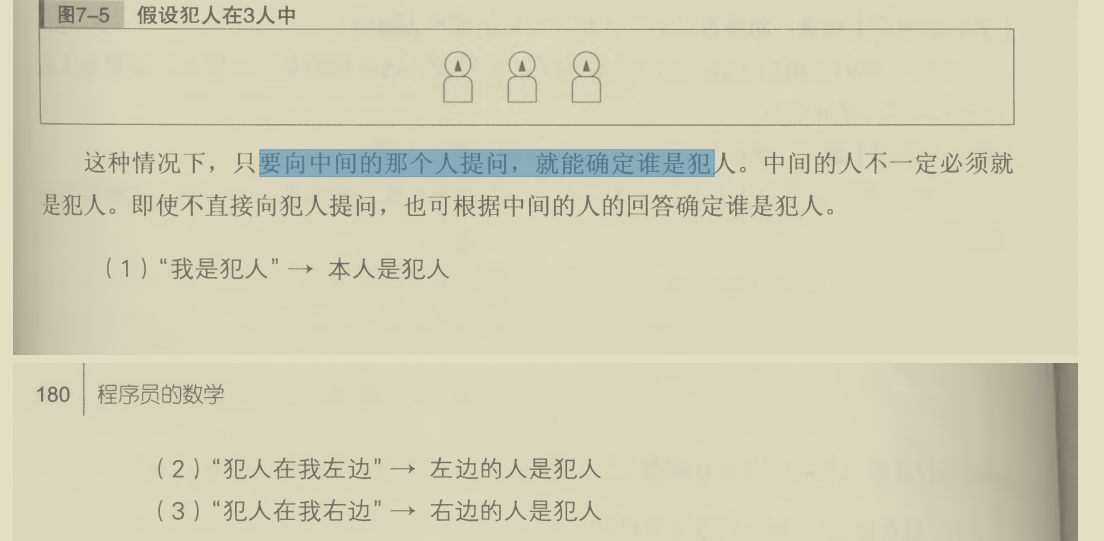 图7–5 假设犯人在3人中
这种情况下，只要向中间的那个人提问，就能确定谁是犯人。中间的人不一定必须就
是犯人。即使不直接向犯人提问，也可根据中间的人的回答确定谁是犯人。
（1）“我是犯人”→ 本人是犯人
180 程序员的数学
（2）“犯人在我左边”→ 左边的人是犯人
（3）“犯人在我右边”→ 右边的人是犯人